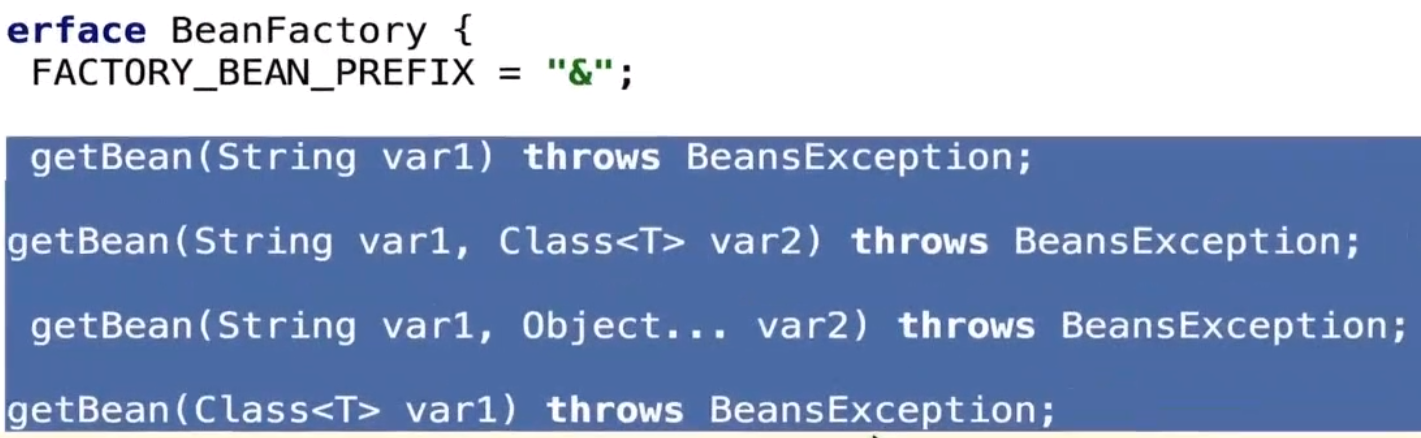 erface BeanFactory {
FACTORY_BEAN_PREFIX = "&";
getBean(String var1) throws BeansException;
getBean(String var1, Class<T> var2) throws BeansException;
getBean(String var1, Object... var2) throws BeansException;
getBean(Class<T> var1) throws BeansException;